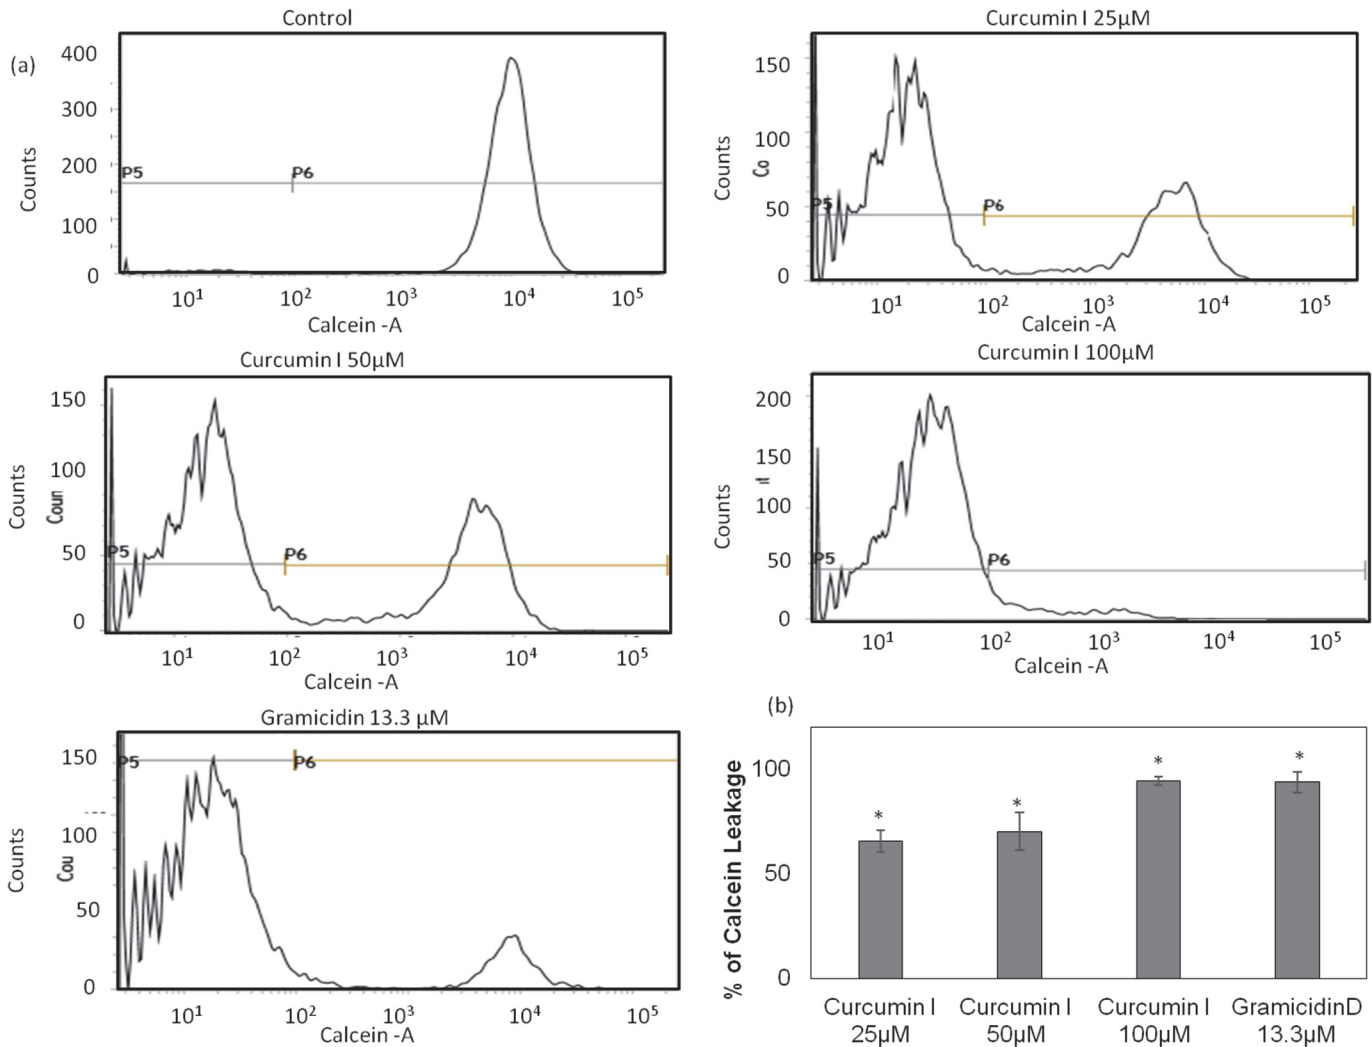 (a)
Control
400
300
200
100
0
Counts
P5
P6
10¹ 10² 10³ 10⁴ 10⁵
Calcein -A
Curcumin I 25µM
150
100
50
0
Counts
Co
P5
P6
10¹ 10² 10³ 10⁴ 10⁵
Calcein -A
Curcumin I 50µM
150
100
50
0
Counts
Coun
P5
P6
10¹ 10² 10³ 10⁴ 10⁵
Calcein -A
Curcumin I 100µM
200
150
100
50
0
Counts
P5
P6
10¹ 10² 10³ 10⁴ 10⁵
Calcein -A
Gramicidin 13.3 µM
150
100
50
0
Counts
Cou
P5
P6
10¹ 10² 10³ 10⁴ 10⁵
Calcein -A
(b)
% of Calcein Leakage
100
50
0
* * * *
Curcumin I Curcumin I Curcumin I GramicidinD
25µM 50µM 100µM 13.3µM